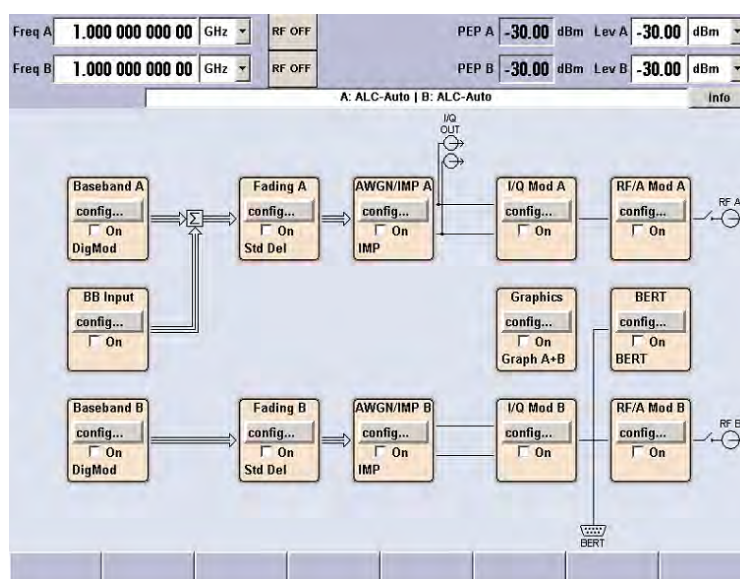 Freq A 1.000 000 000 00 GHz RF OFF PEP A -30.00 dBm Lev A -30.00 dBm
Freq B 1.000 000 000 00 GHz RF OFF PEP B -30.00 dBm Lev B -30.00 dBm
A: ALC-Auto | B: ALC-Auto Info
I/Q
OUT
Baseband A Fading A AWGN/IMP A I/Q Mod A RF/A Mod A
RF A
config... config... config... config... config...
Σ
On On On On On
DigMod Std Del IMP
BB Input Graphics BERT
config... config... config...
On On On
Graph A+B BERT
Baseband B Fading B AWGN/IMP B I/Q Mod B RF/A Mod B
RF B
config... config... config... config... config...
On On On On On
DigMod Std Del IMP
BERT